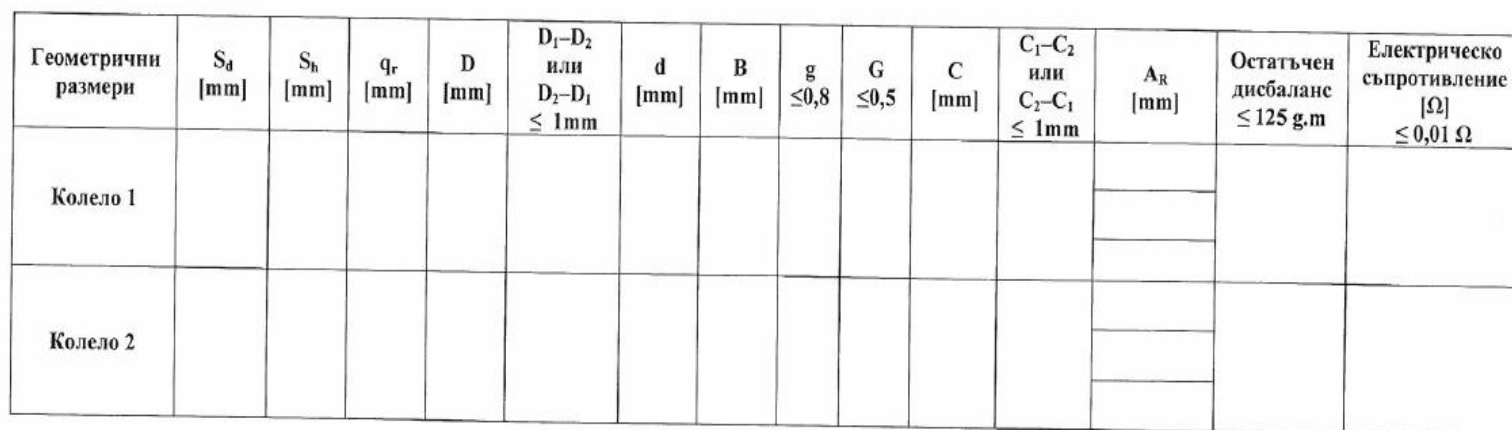 Геометрични
размери
S_d
[mm]
S_h
[mm]
q_r
[mm]
D
[mm]
D₁–D₂
или
D₂–D₁
≤ 1mm
d
[mm]
B
[mm]
g
≤0,8
G
≤0,5
C
[mm]
C₁–C₂
или
C₂–C₁
≤ 1mm
A_R
[mm]
Остатъчен
дисбаланс
≤ 125 g.m
Електрическо
съпротивление
[Ω]
≤ 0,01 Ω
Колело 1
Колело 2